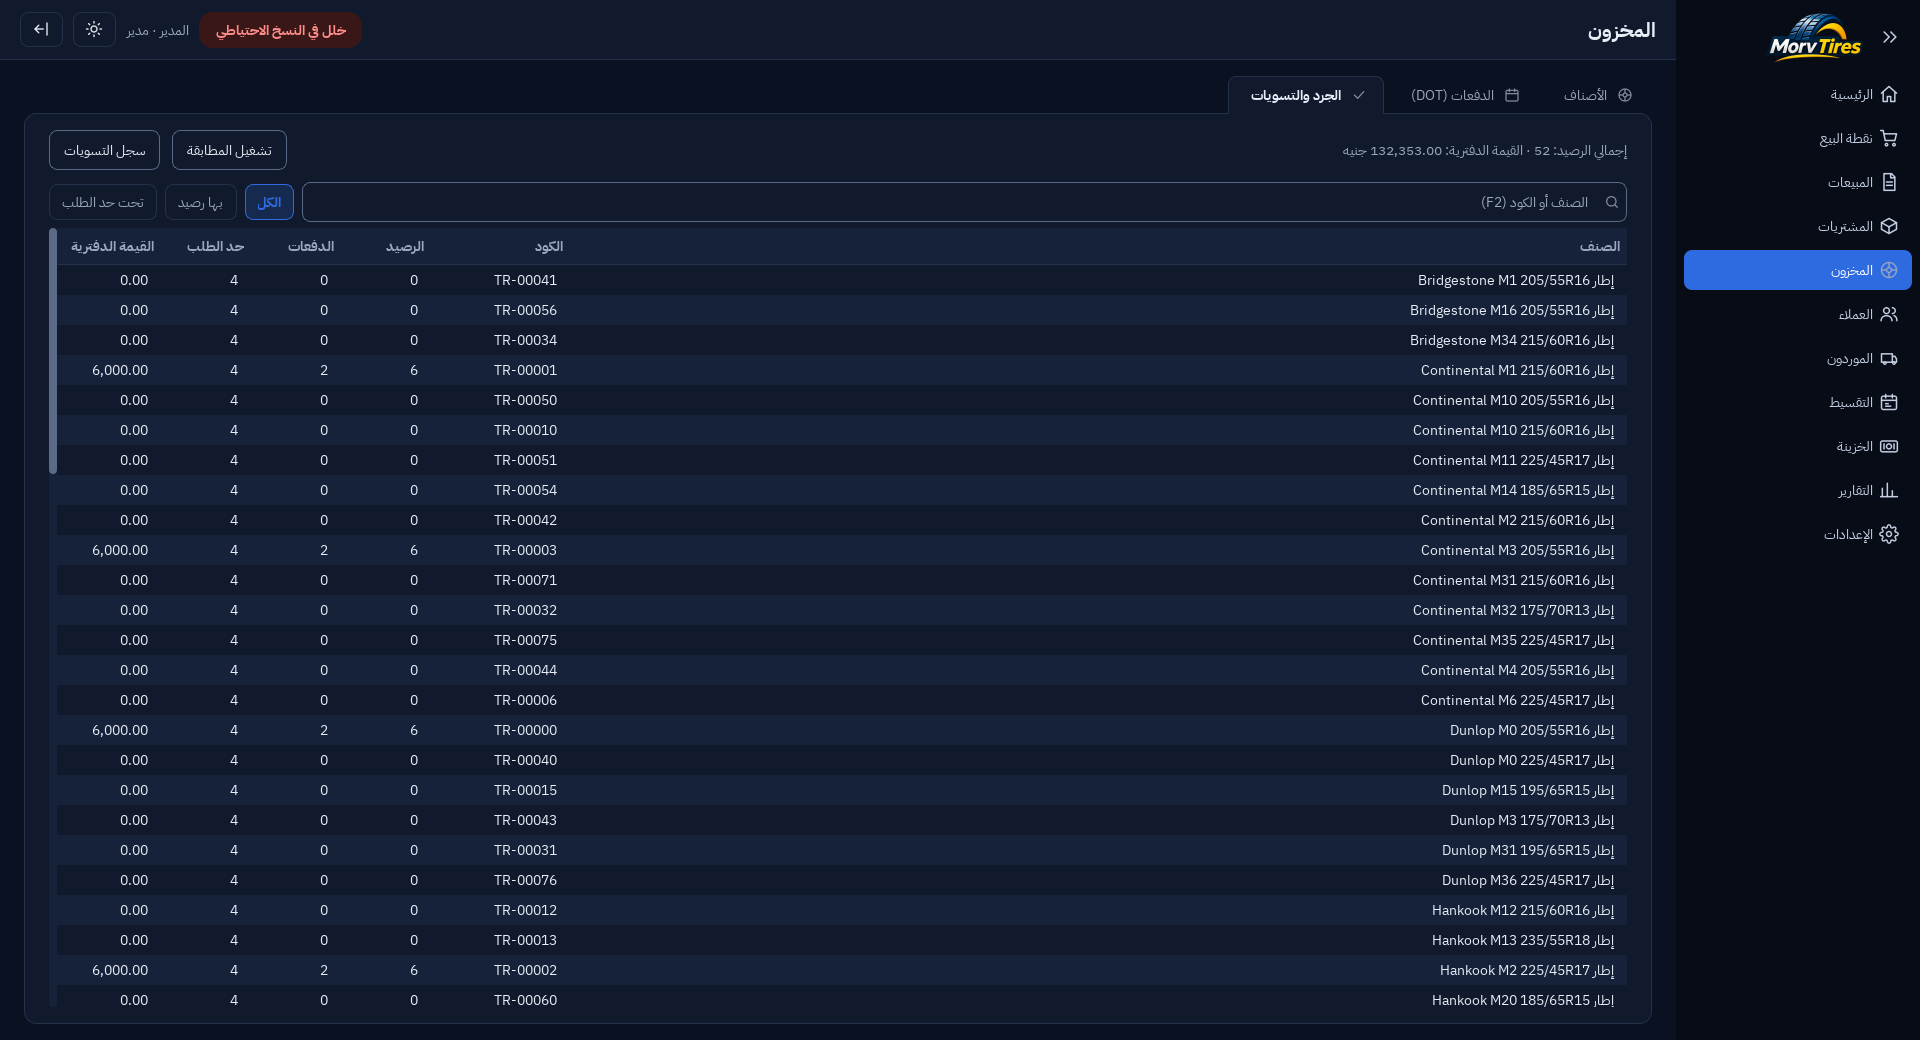 Morv Tires
الرئيسية
نقطة البيع
المبيعات
المشتريات
المخزون
العملاء
الموردون
التقسيط
الخزينة
التقارير
الإعدادات
المخزون
خلل في النسخ الاحتياطي
المدير · مدير
الأصناف
الدفعات (DOT)
الجرد والتسويات
إجمالي الرصيد: 52 · القيمة الدفترية: 132,353.00 جنيه
تشغيل المطابقة
سجل التسويات
الصنف أو الكود (F2)
الكل
بها رصيد
تحت حد الطلب
الصنف الكود الرصيد الدفعات حد الطلب القيمة الدفترية
إطار Bridgestone M1 205/55R16 TR-00041 0 0 4 0.00
إطار Bridgestone M16 205/55R16 TR-00056 0 0 4 0.00
إطار Bridgestone M34 215/60R16 TR-00034 0 0 4 0.00
إطار Continental M1 215/60R16 TR-00001 6 2 4 6,000.00
إطار Continental M10 205/55R16 TR-00050 0 0 4 0.00
إطار Continental M10 215/60R16 TR-00010 0 0 4 0.00
إطار Continental M11 225/45R17 TR-00051 0 0 4 0.00
إطار Continental M14 185/65R15 TR-00054 0 0 4 0.00
إطار Continental M2 215/60R16 TR-00042 0 0 4 0.00
إطار Continental M3 205/55R16 TR-00003 6 2 4 6,000.00
إطار Continental M31 215/60R16 TR-00071 0 0 4 0.00
إطار Continental M32 175/70R13 TR-00032 0 0 4 0.00
إطار Continental M35 225/45R17 TR-00075 0 0 4 0.00
إطار Continental M4 205/55R16 TR-00044 0 0 4 0.00
إطار Continental M6 225/45R17 TR-00006 0 0 4 0.00
إطار Dunlop M0 205/55R16 TR-00000 6 2 4 6,000.00
إطار Dunlop M0 225/45R17 TR-00040 0 0 4 0.00
إطار Dunlop M15 195/65R15 TR-00015 0 0 4 0.00
إطار Dunlop M3 175/70R13 TR-00043 0 0 4 0.00
إطار Dunlop M31 195/65R15 TR-00031 0 0 4 0.00
إطار Dunlop M36 225/45R17 TR-00076 0 0 4 0.00
إطار Hankook M12 215/60R16 TR-00012 0 0 4 0.00
إطار Hankook M13 235/55R18 TR-00013 0 0 4 0.00
إطار Hankook M2 225/45R17 TR-00002 6 2 4 6,000.00
إطار Hankook M20 185/65R15 TR-00060 0 0 4 0.00